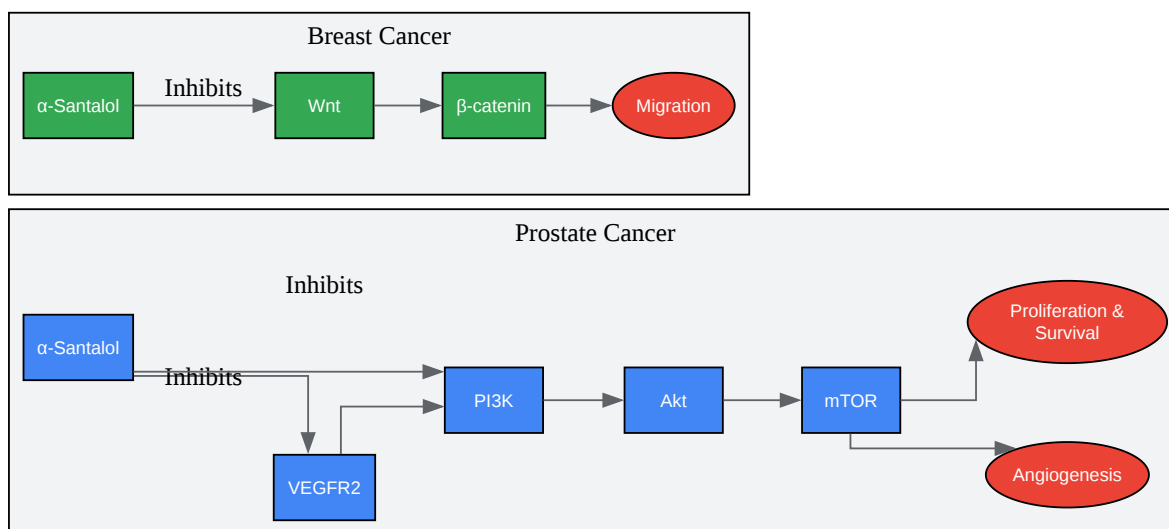 Breast Cancer
α-Santalol
Inhibits
Wnt
β-catenin
Migration
Prostate Cancer
Inhibits
α-Santalol
Inhibits
VEGFR2
PI3K
Akt
mTOR
Proliferation &
Survival
Angiogenesis